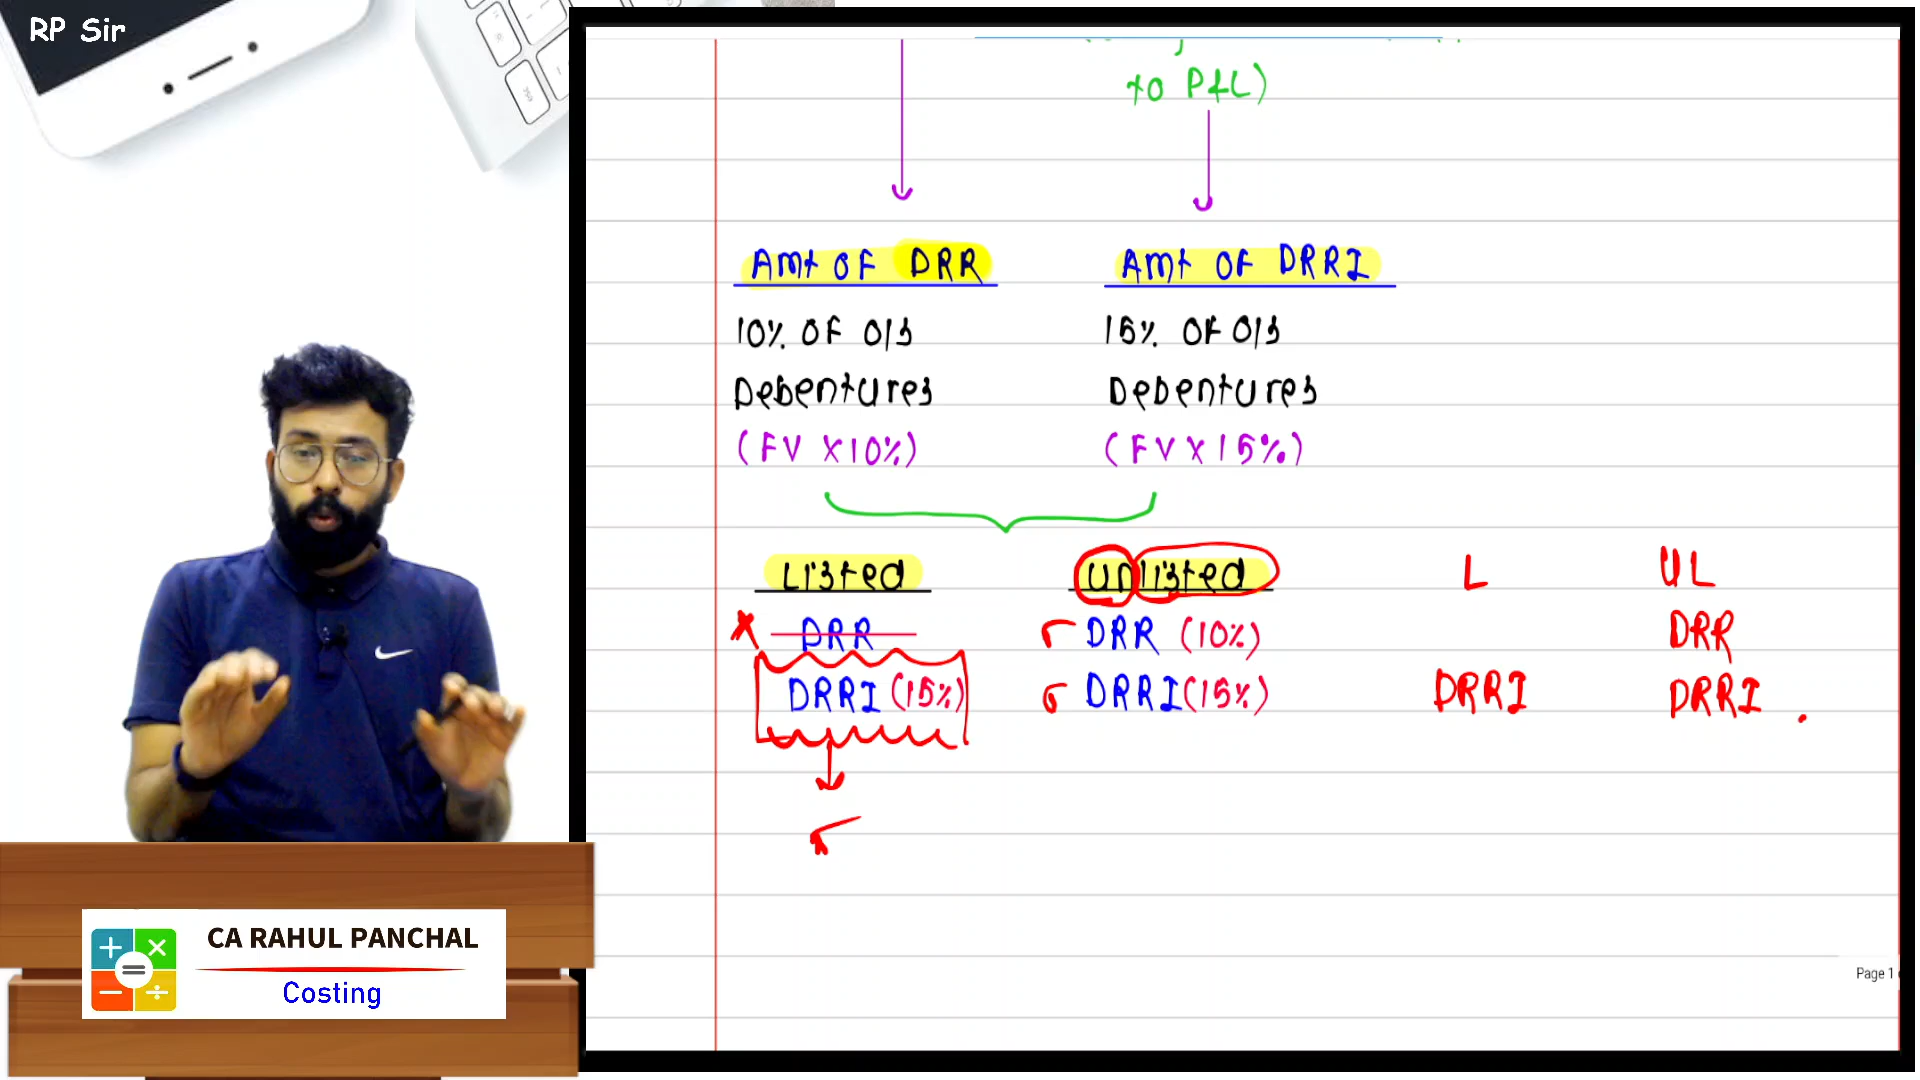 RP Sir
to P&L)
Amt OF DRR
Amt OF DRRI
10% OF O/s
Debentures
(FV X 10%)
15% OF O/s
Debentures
(FV X 15%)
Listed
DRR
DRRI (15%)
Unlisted
DRR (10%)
DRRI (15%)
L
DRRI
UL
DRR
DRRI .
CA RAHUL PANCHAL
Costing
Page 1